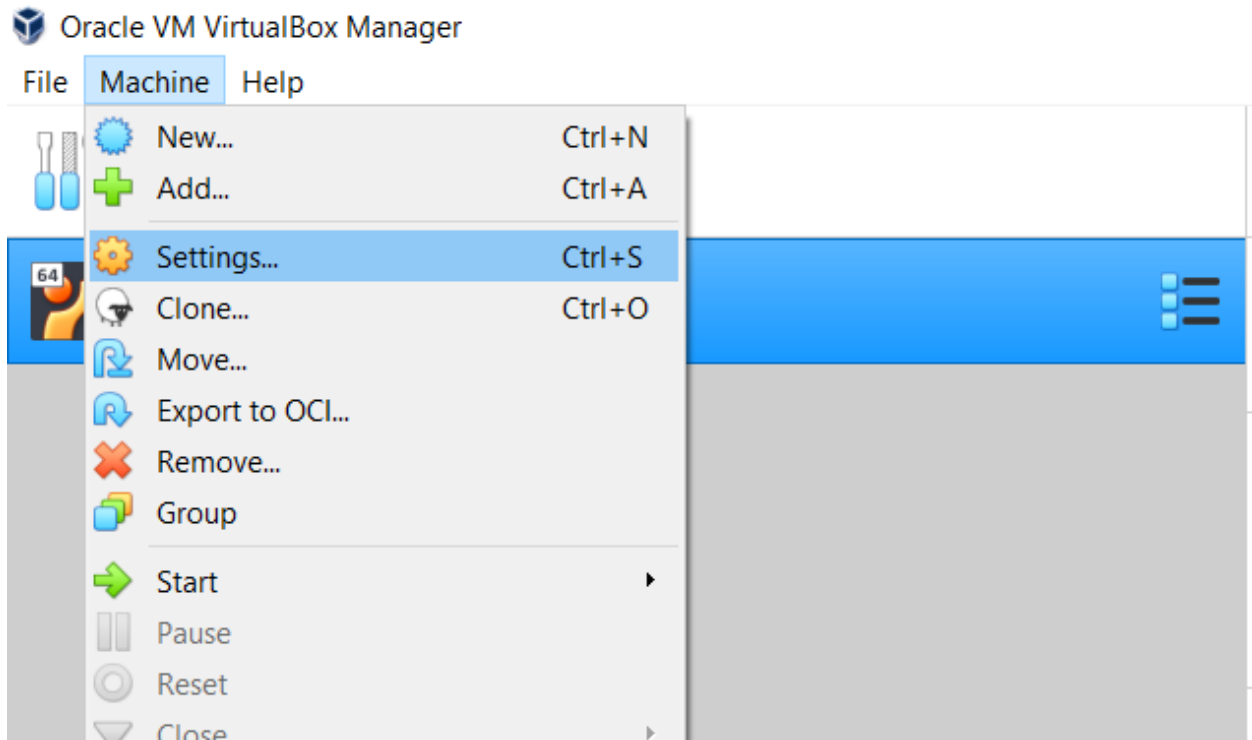 Oracle VM VirtualBox Manager
File Machine Help
New... Ctrl+N
Add... Ctrl+A
Settings... Ctrl+S
64
Clone... Ctrl+O
Move...
Export to OCI...
Remove...
Group
Start
Pause
Reset
Close